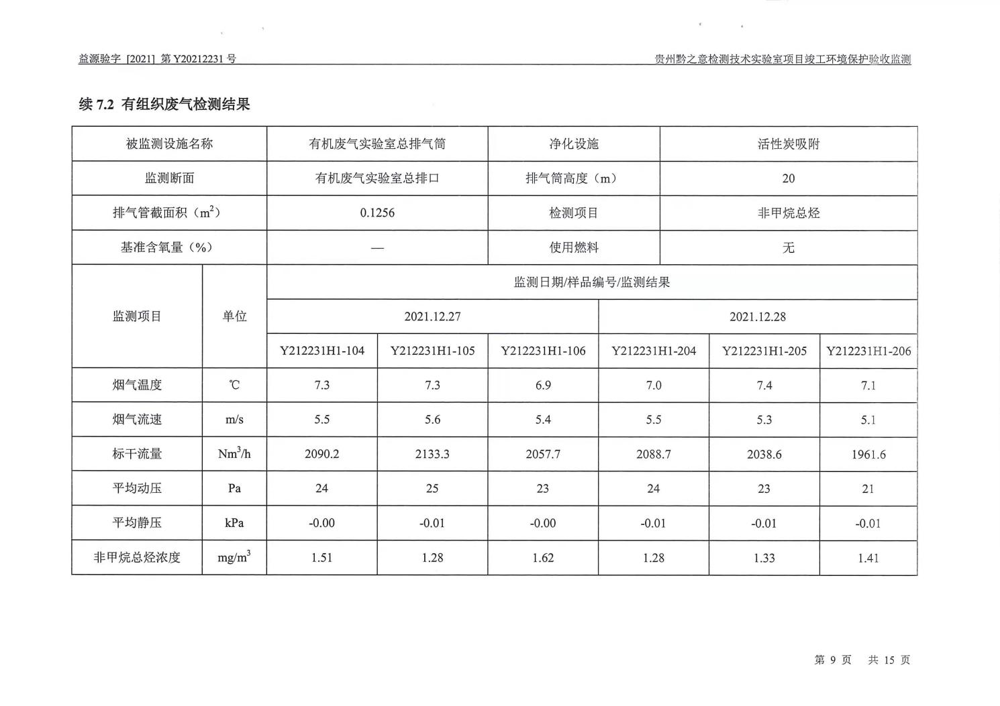 益源验字 [2021] 第 Y20212231 号 贵州黔之意检测技术实验室项目竣工环境保护验收监测
续 7.2 有组织废气检测结果
被监测设施名称 有机废气实验室总排气筒 净化设施 活性炭吸附
监测断面 有机废气实验室总排口 排气筒高度（m） 20
排气管截面积（m²） 0.1256 检测项目 非甲烷总烃
基准含氧量（%） — 使用燃料 无
监测项目 单位 监测日期/样品编号/监测结果
2021.12.27 2021.12.28
Y212231H1-104 Y212231H1-105 Y212231H1-106 Y212231H1-204 Y212231H1-205 Y212231H1-206
烟气温度 ℃ 7.3 7.3 6.9 7.0 7.4 7.1
烟气流速 m/s 5.5 5.6 5.4 5.5 5.3 5.1
标干流量 Nm³/h 2090.2 2133.3 2057.7 2088.7 2038.6 1961.6
平均动压 Pa 24 25 23 24 23 21
平均静压 kPa -0.00 -0.01 -0.00 -0.01 -0.01 -0.01
非甲烷总烃浓度 mg/m³ 1.51 1.28 1.62 1.28 1.33 1.41
第 9 页 共 15 页